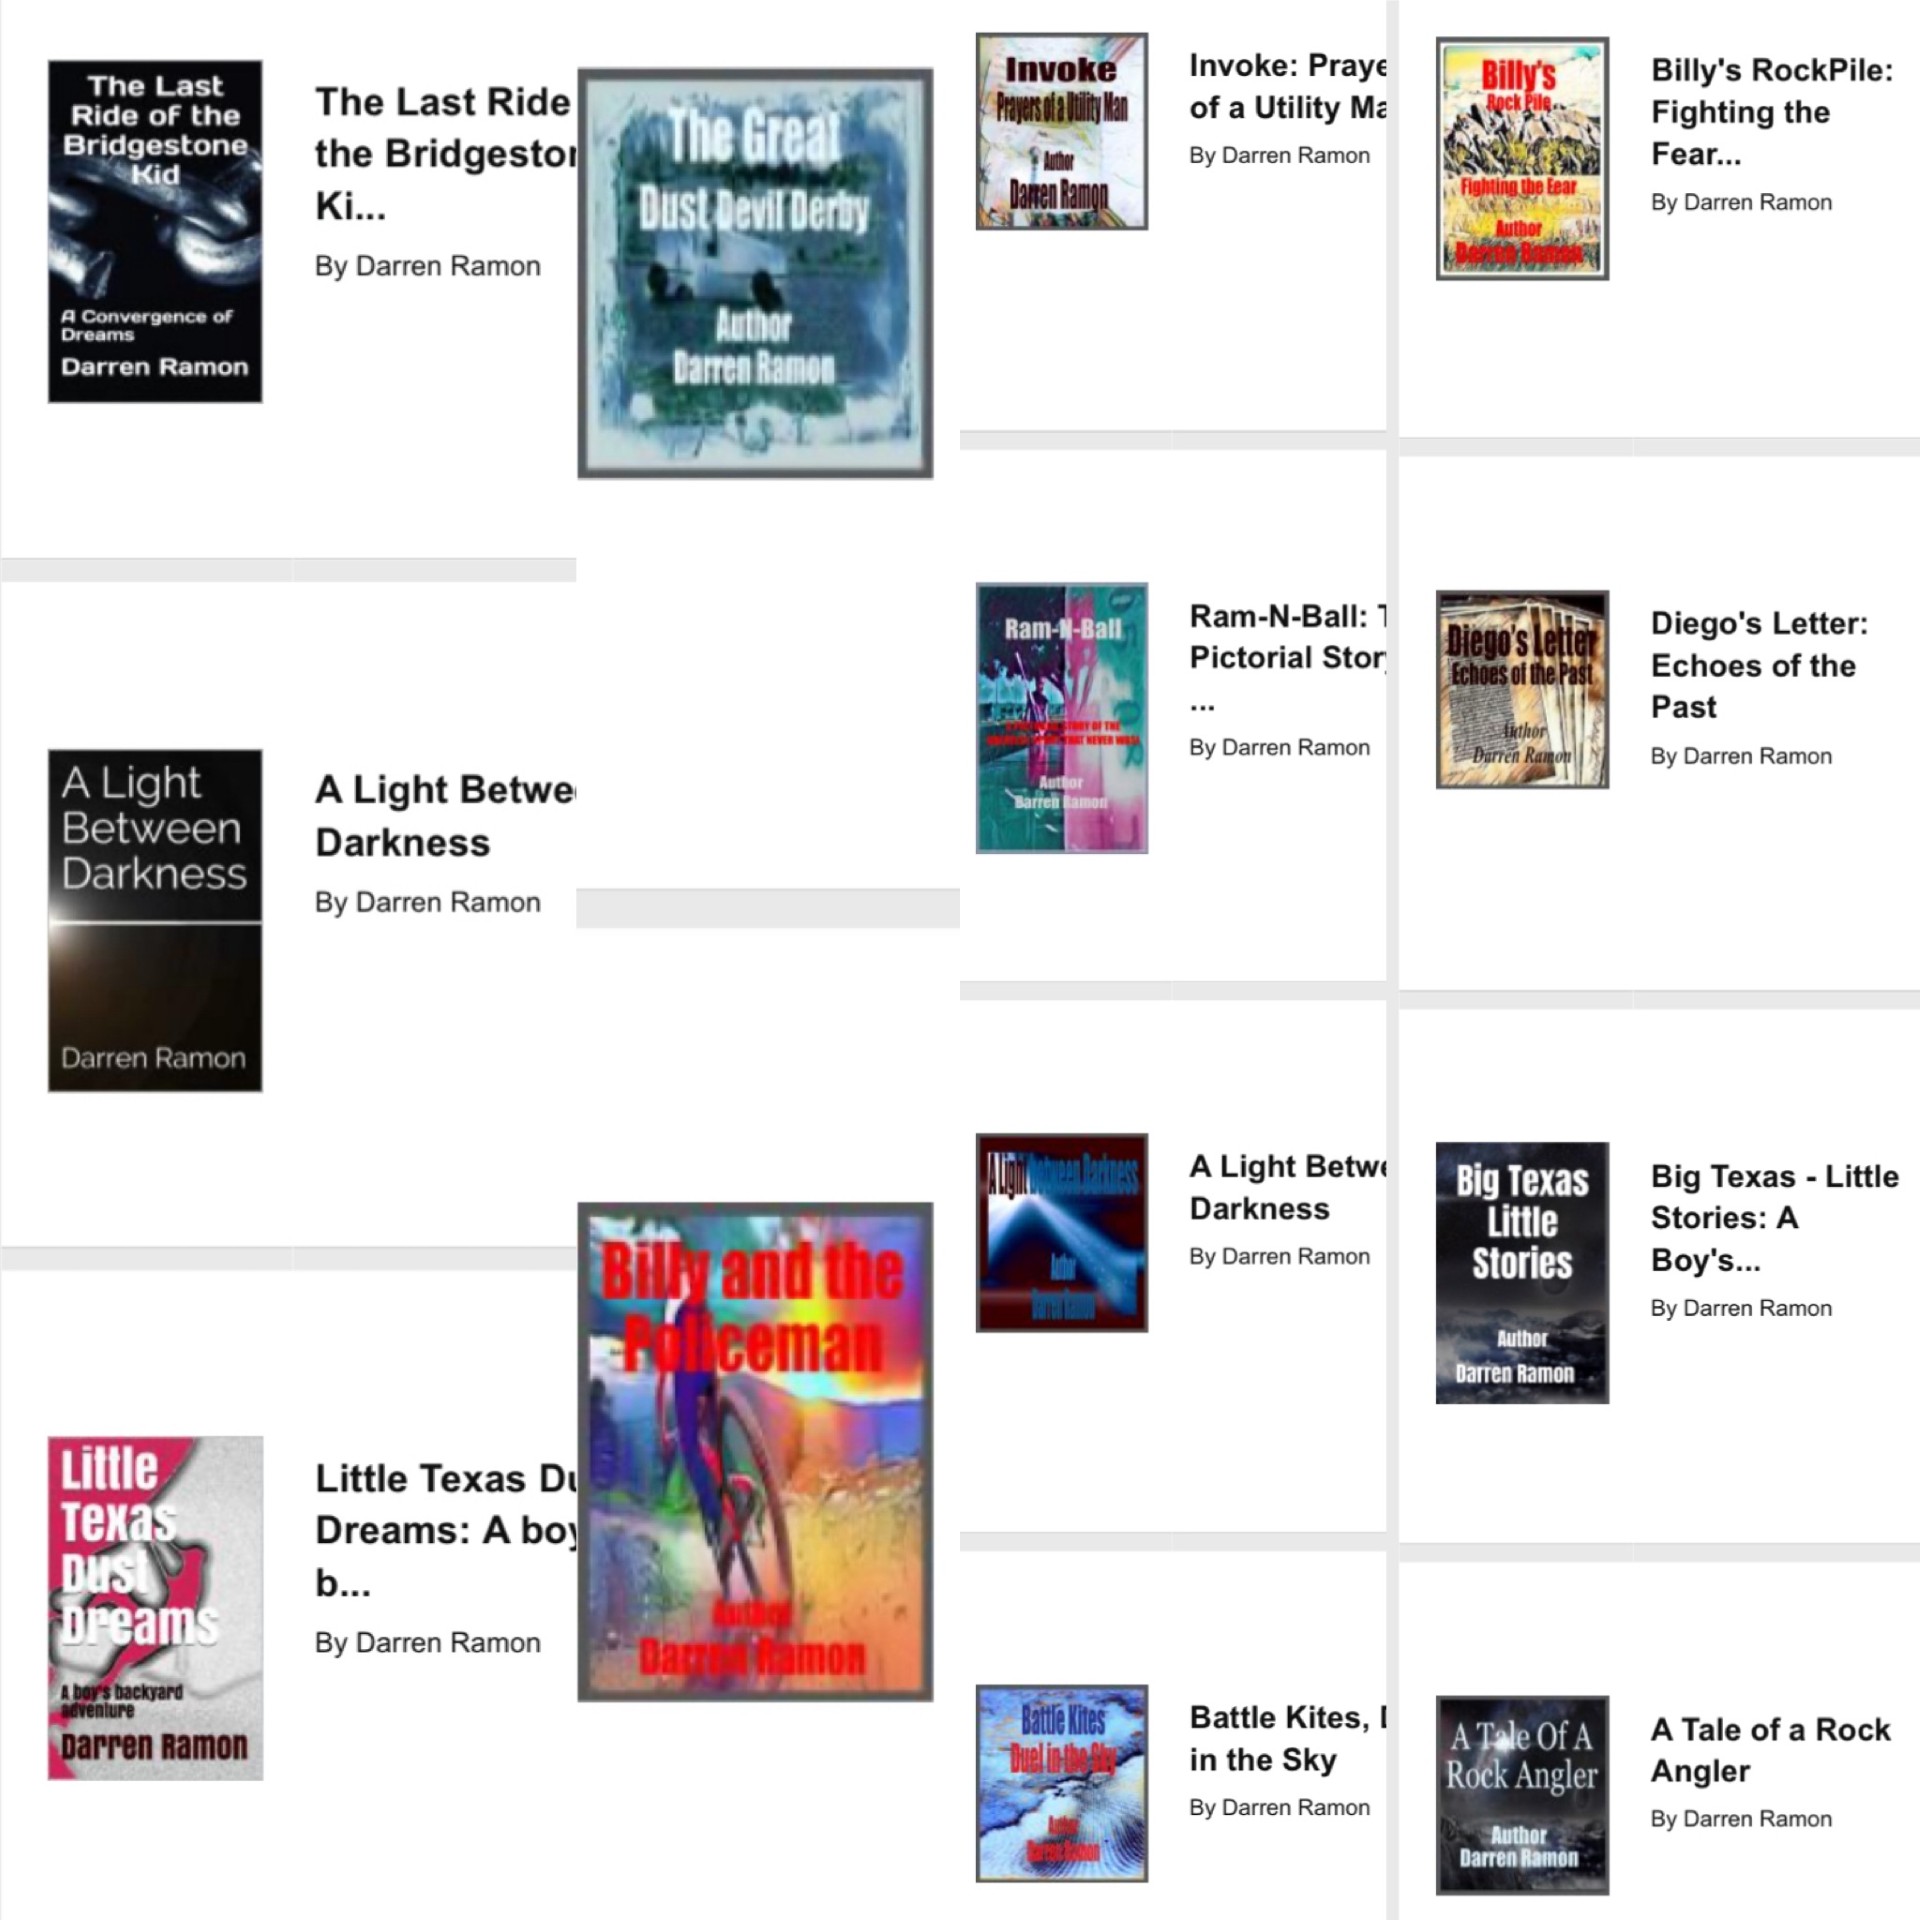 The Last
Ride of the
Bridgestone
Kid
A Convergence of
Dreams
Darren Ramon
The Last Ride
the Bridgeston
Ki...
By Darren Ramon
A Light
Between
Darkness
Darren Ramon
A Light Betwe
Darkness
By Darren Ramon
Little
Texas
Dust
Dreams
A boy's backyard
adventure
Darren Ramon
Little Texas Du
Dreams: A boy
b...
By Darren Ramon
The Great
Dust Devil Derby
Author
Darren Ramon
Billy and the
Policeman
Author
Darren Ramon
Invoke
Prayers of a Utility Man
Author
Darren Ramon
Invoke: Praye
of a Utility Ma
By Darren Ramon
Ram-N-Ball
STORY OF THE
THAT NEVER WAS!
Author
Darren Ramon
Ram-N-Ball: T
Pictorial Story
...
By Darren Ramon
A Light Between Darkness
Author
Darren Ramon
A Light Betwe
Darkness
By Darren Ramon
Battle Kites
Duel in the Sky
Author
Darren Ramon
Battle Kites, D
in the Sky
By Darren Ramon
Billy's
Rock Pile
Fighting the Fear
Author
Darren Ramon
Billy's RockPile:
Fighting the
Fear...
By Darren Ramon
Diego's Letter
Echoes of the Past
Author
Darren Ramon
Diego's Letter:
Echoes of the
Past
By Darren Ramon
Big Texas
Little
Stories
Author
Darren Ramon
Big Texas - Little
Stories: A
Boy's...
By Darren Ramon
A Tale Of A
Rock Angler
Author
Darren Ramon
A Tale of a Rock
Angler
By Darren Ramon